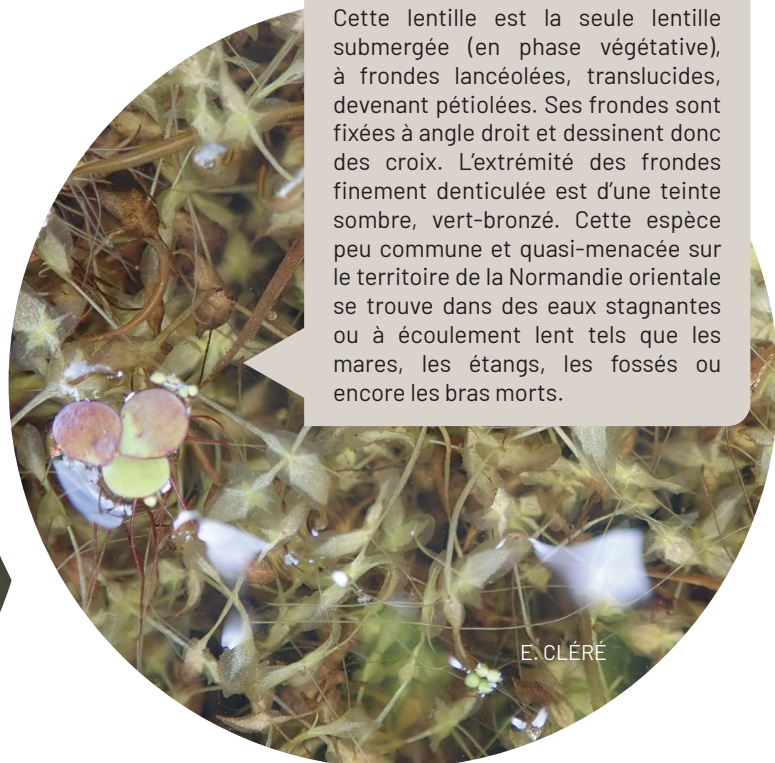 Cette lentille est la seule lentille
submergée (en phase végétative),
à frondes lancéolées, translucides,
devenant pétiolées. Ses frondes sont
fixées à angle droit et dessinent donc
des croix. L'extrémité des frondes
finement denticulée est d'une teinte
sombre, vert-bronzé. Cette espèce
peu commune et quasi-menacée sur
le territoire de la Normandie orientale
se trouve dans des eaux stagnantes
ou à écoulement lent tels que les
mares, les étangs, les fossés ou
encore les bras morts.
E. CLÉRÉ